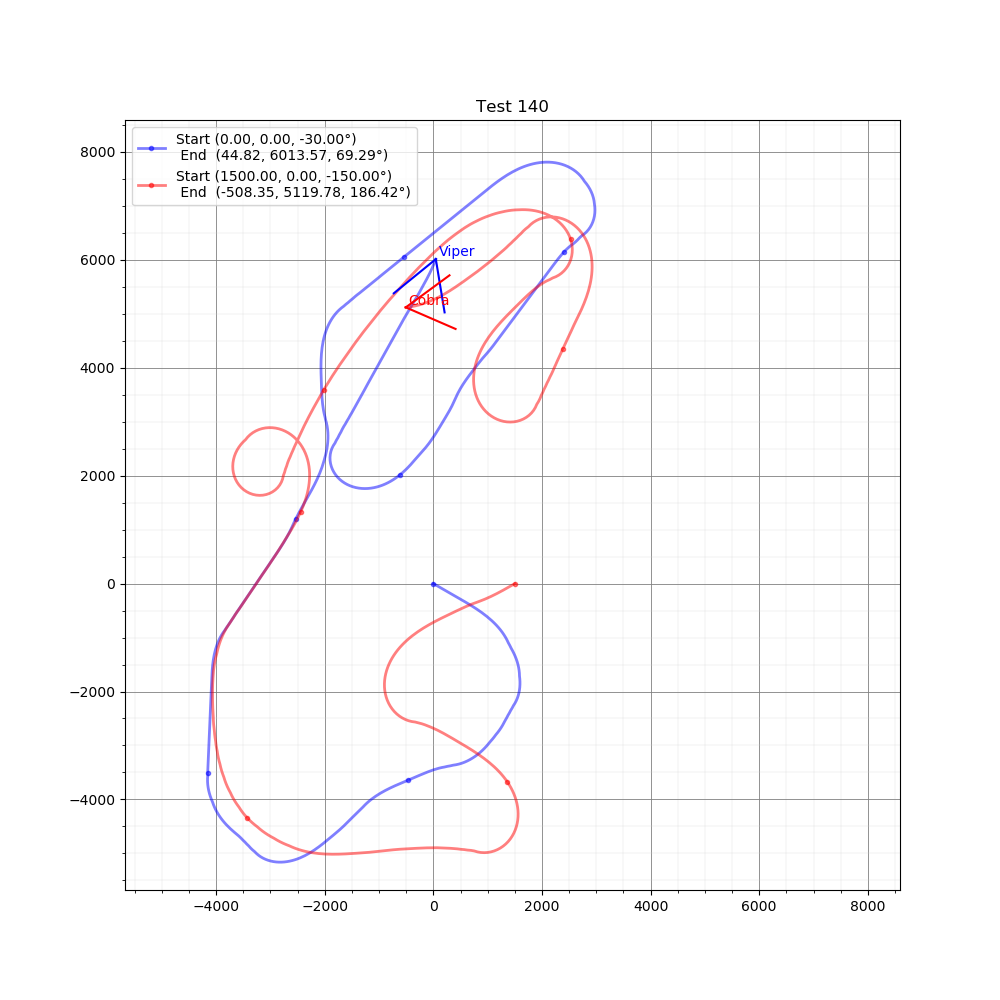 Test 140
Start (0.00, 0.00, -30.00°)
End (44.82, 6013.57, 69.29°)
Start (1500.00, 0.00, -150.00°)
End (-508.35, 5119.78, 186.42°)
8000
6000
4000
2000
0
−2000
−4000
Viper
Cobra
−4000 −2000 0 2000 4000 6000 8000